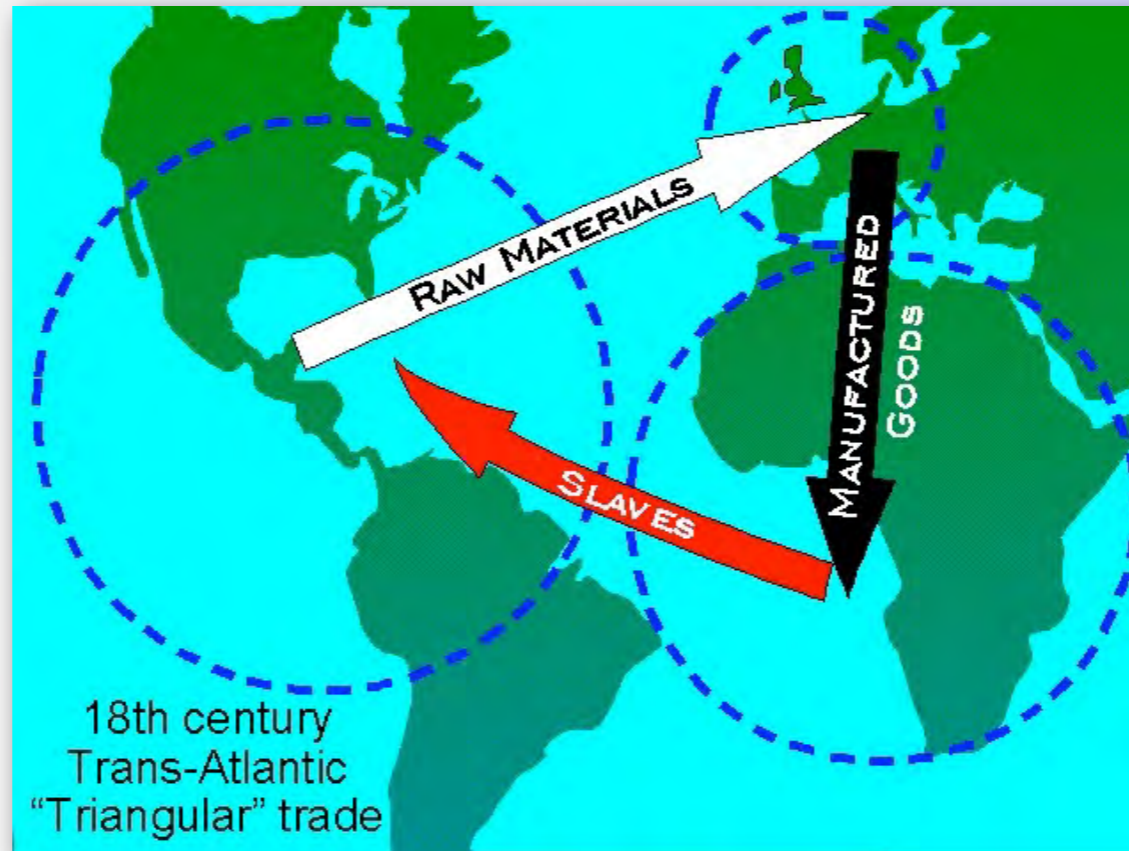 RAW MATERIALS
MANUFACTURED
GOODS
SLAVES
18th century
Trans-Atlantic
“Triangular” trade